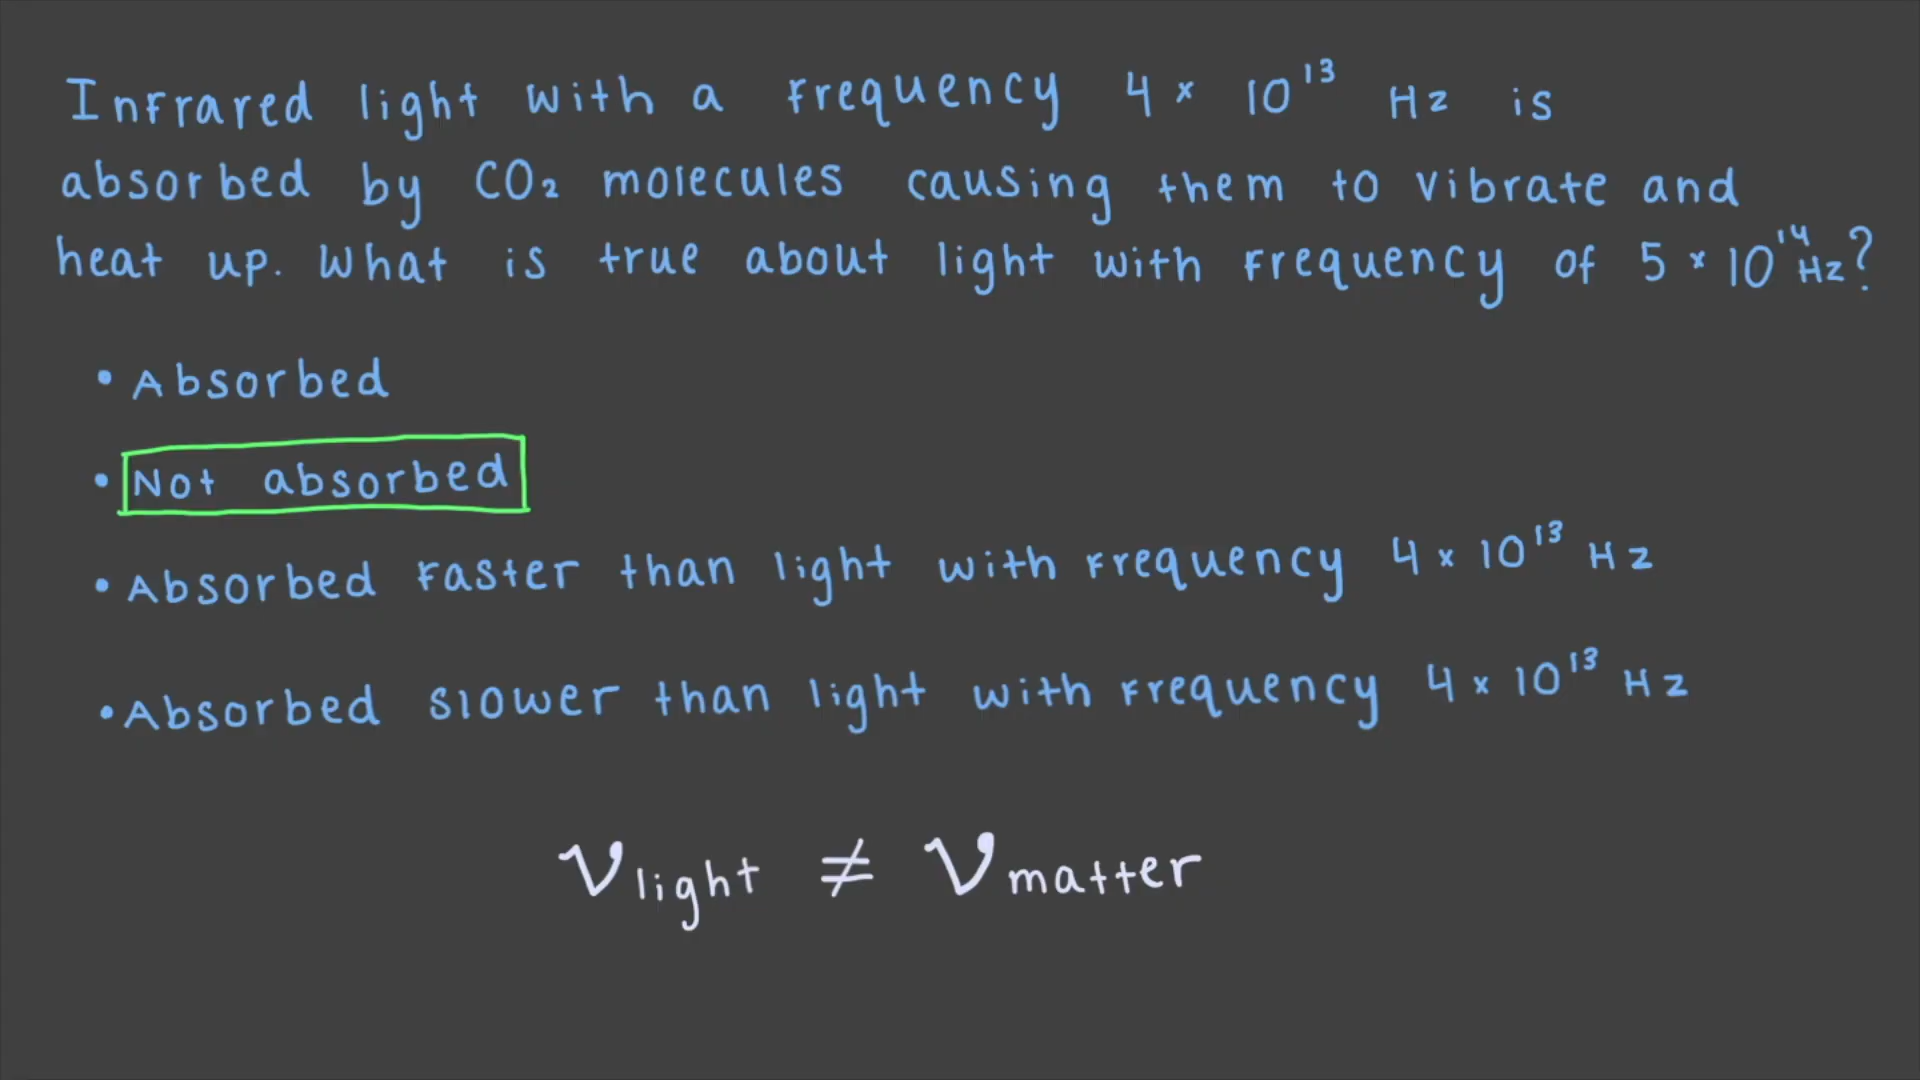 Infrared light with a frequency 4 × 10¹³ Hz is
absorbed by CO₂ molecules causing them to vibrate and
heat up. What is true about light with frequency of 5 × 10¹⁴ Hz?
• Absorbed
• Not absorbed
• Absorbed faster than light with frequency 4 × 10¹³ Hz
• Absorbed slower than light with frequency 4 × 10¹³ Hz
ν light ≠ ν matter